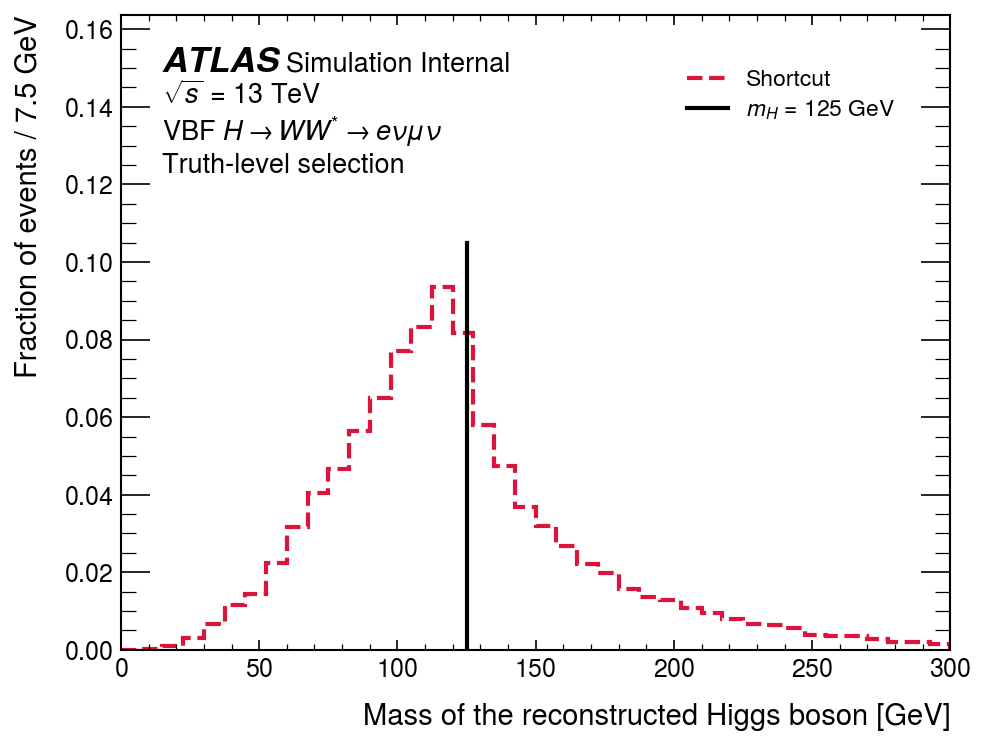 Fraction of events / 7.5 GeV
0.16
0.14
0.12
0.10
0.08
0.06
0.04
0.02
0.00
ATLAS Simulation Internal
√s = 13 TeV
VBF H → WW* → eνμν
Truth-level selection
Shortcut
m_H = 125 GeV
0 50 100 150 200 250 300
Mass of the reconstructed Higgs boson [GeV]